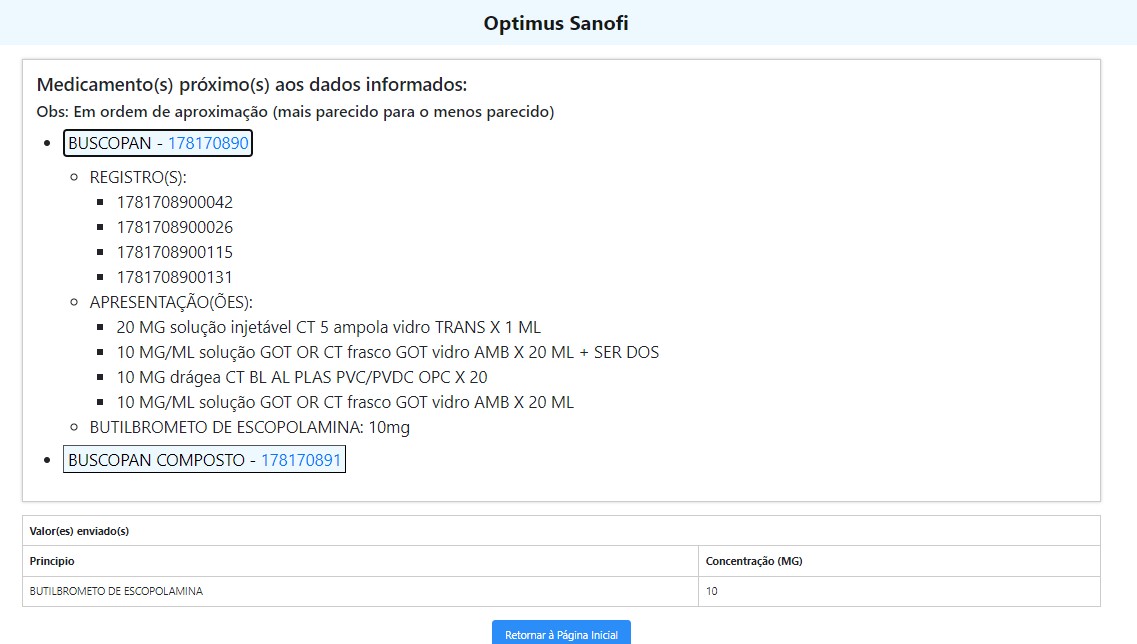 Optimus Sanofi
Medicamento(s) próximo(s) aos dados informados:
Obs: Em ordem de aproximação (mais parecido para o menos parecido)
BUSCOPAN - 178170890
REGISTRO(S):
1781708900042
1781708900026
1781708900115
1781708900131
APRESENTAÇÃO(ÕES):
20 MG solução injetável CT 5 ampola vidro TRANS X 1 ML
10 MG/ML solução GOT OR CT frasco GOT vidro AMB X 20 ML + SER DOS
10 MG drágea CT BL AL PLAS PVC/PVDC OPC X 20
10 MG/ML solução GOT OR CT frasco GOT vidro AMB X 20 ML
BUTILBROMETO DE ESCOPOLAMINA: 10mg
BUSCOPAN COMPOSTO - 178170891
Valor(es) enviado(s)
Principio Concentração (MG)
BUTILBROMETO DE ESCOPOLAMINA 10
Retornar à Página Inicial